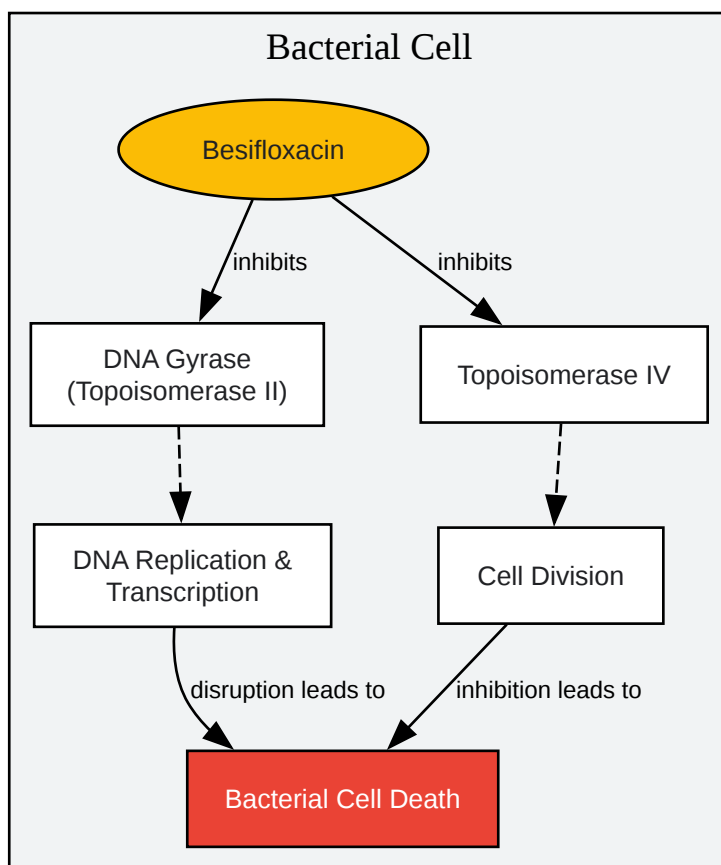 Bacterial Cell
Besifloxacin
inhibits
inhibits
DNA Gyrase
(Topoisomerase II)
Topoisomerase IV
DNA Replication &
Transcription
Cell Division
disruption leads to
inhibition leads to
Bacterial Cell Death